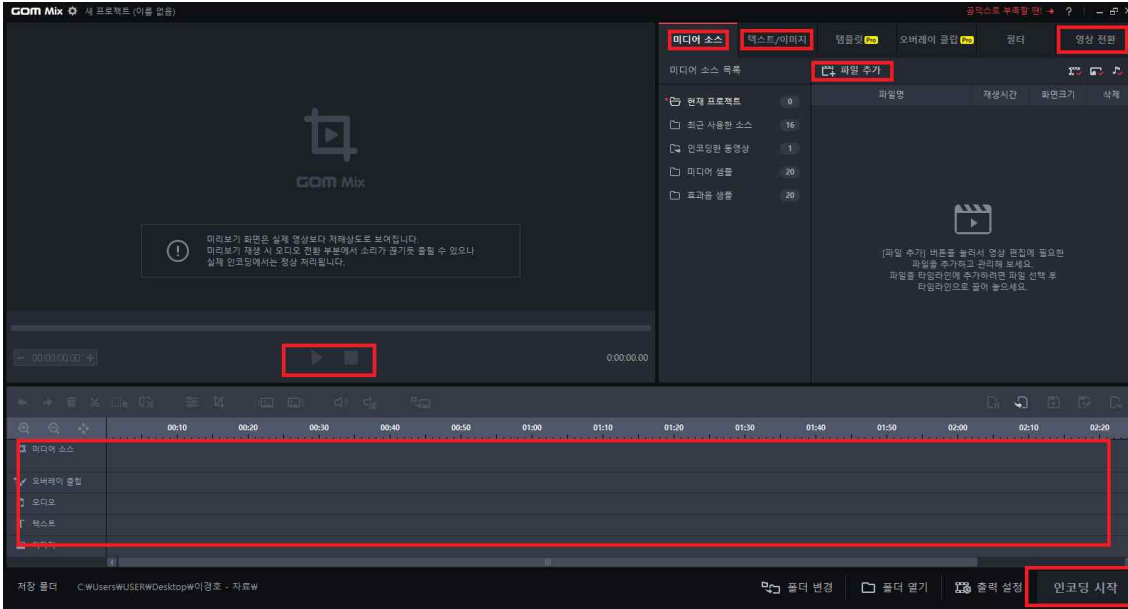 GOM Mix 새 프로젝트 (이름 없음)
곰믹스로 부족할 땐! → ?
미디어 소스 텍스트/이미지 템플릿 Pro 오버레이 클립 Pro 필터 영상 전환
미디어 소스 목록 파일 추가
파일명 재생시간 화면크기 삭제
현재 프로젝트 0
최근 사용한 소스 16
인코딩한 동영상 1
미디어 샘플 20
효과음 샘플 20
GOM Mix
미리보기 화면은 실제 영상보다 저해상도로 보여집니다.
미리보기 재생 시 오디오 전환 부분에서 소리가 끊기듯 들릴 수 있으나
실제 인코딩에서는 정상 처리됩니다.
[파일 추가] 버튼을 눌러서 영상 편집에 필요한
파일을 추가하고 관리해 보세요.
파일을 타임라인에 추가하려면 파일 선택 후
타임라인으로 끌어 놓으세요.
00:00:00.00
0:00:00.00
00:10 00:20 00:30 00:40 00:50 01:00 01:10 01:20 01:30 01:40 01:50 02:00 02:10 02:20
미디어 소스
오버레이 클립
오디오
텍스트
저장 폴더 C:₩Users₩USER₩Desktop₩이경호 - 자료₩
폴더 변경 폴더 열기 출력 설정 인코딩 시작